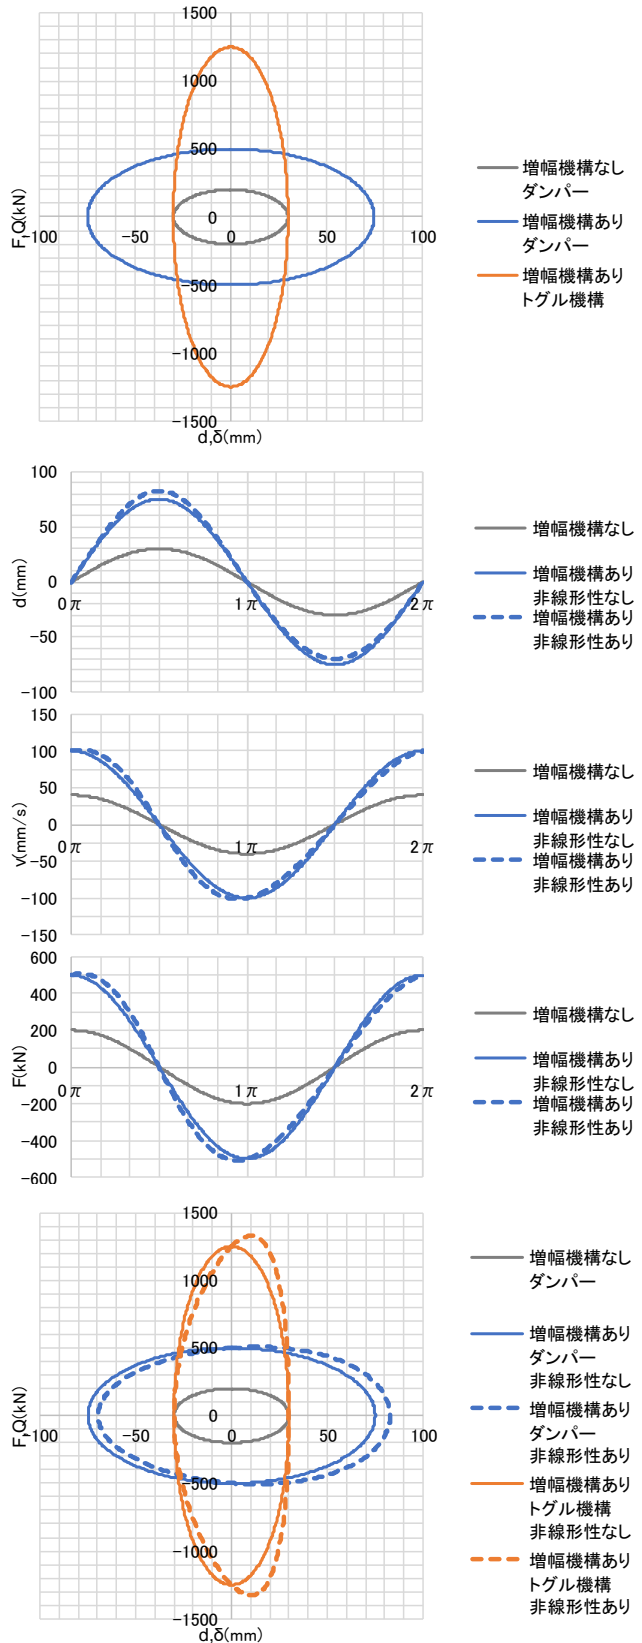 1500
1000
500
0
-500
-1000
-1500
-100
-50
0
50
100
F,Q(kN)
d,δ(mm)
増幅機構なし
ダンパー
増幅機構あり
ダンパー
増幅機構あり
トグル機構
100
50
0
-50
-100
0π
1π
2π
d(mm)
増幅機構なし
増幅機構あり
非線形性なし
増幅機構あり
非線形性あり
150
100
50
0
-50
-100
-150
0π
1π
2π
v(mm/s)
増幅機構なし
増幅機構あり
非線形性なし
増幅機構あり
非線形性あり
600
400
200
0
-200
-400
-600
0π
1π
2π
F(kN)
増幅機構なし
増幅機構あり
非線形性なし
増幅機構あり
非線形性あり
1500
1000
500
0
-500
-1000
-1500
-100
-50
0
50
100
F,Q(kN)
d,δ(mm)
増幅機構なし
ダンパー
増幅機構あり
ダンパー
非線形性なし
増幅機構あり
ダンパー
非線形性あり
増幅機構あり
トグル機構
非線形性なし
増幅機構あり
トグル機構
非線形性あり